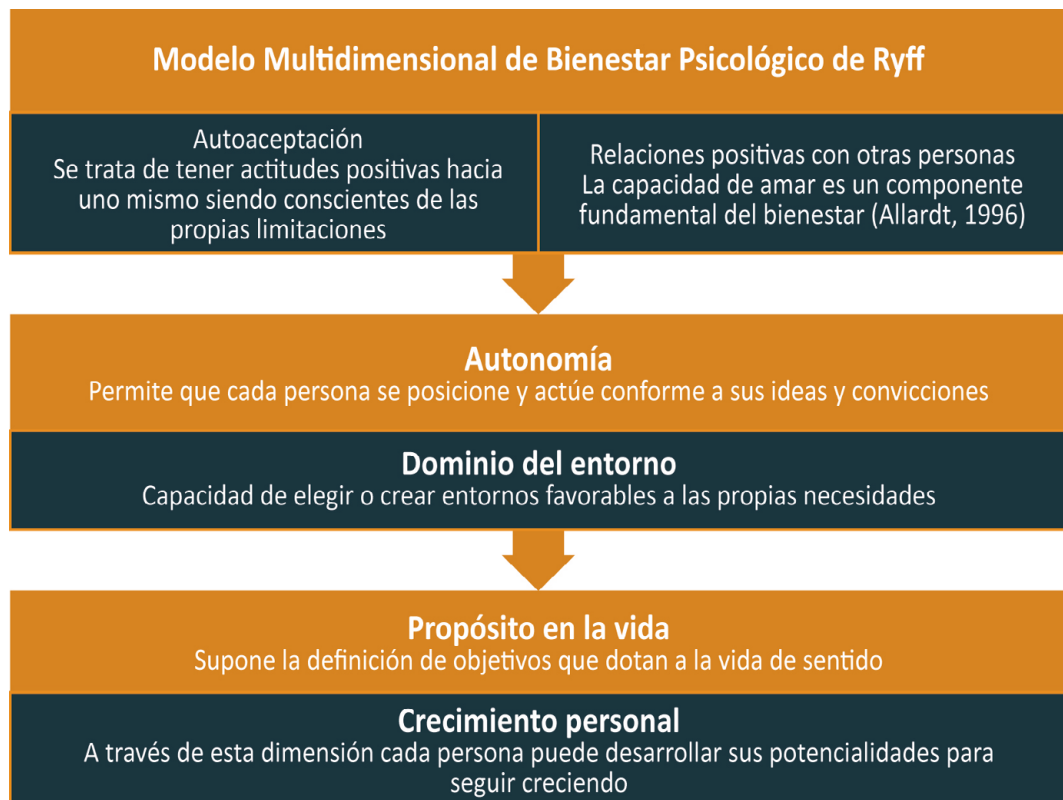 Modelo Multidimensional de Bienestar Psicológico de Ryff
Autoaceptación
Se trata de tener actitudes positivas hacia
uno mismo siendo conscientes de las
propias limitaciones
Relaciones positivas con otras personas
La capacidad de amar es un componente
fundamental del bienestar (Allardt, 1996)
Autonomía
Permite que cada persona se posicione y actúe conforme a sus ideas y convicciones
Dominio del entorno
Capacidad de elegir o crear entornos favorables a las propias necesidades
Propósito en la vida
Supone la definición de objetivos que dotan a la vida de sentido
Crecimiento personal
A través de esta dimensión cada persona puede desarrollar sus potencialidades para
seguir creciendo